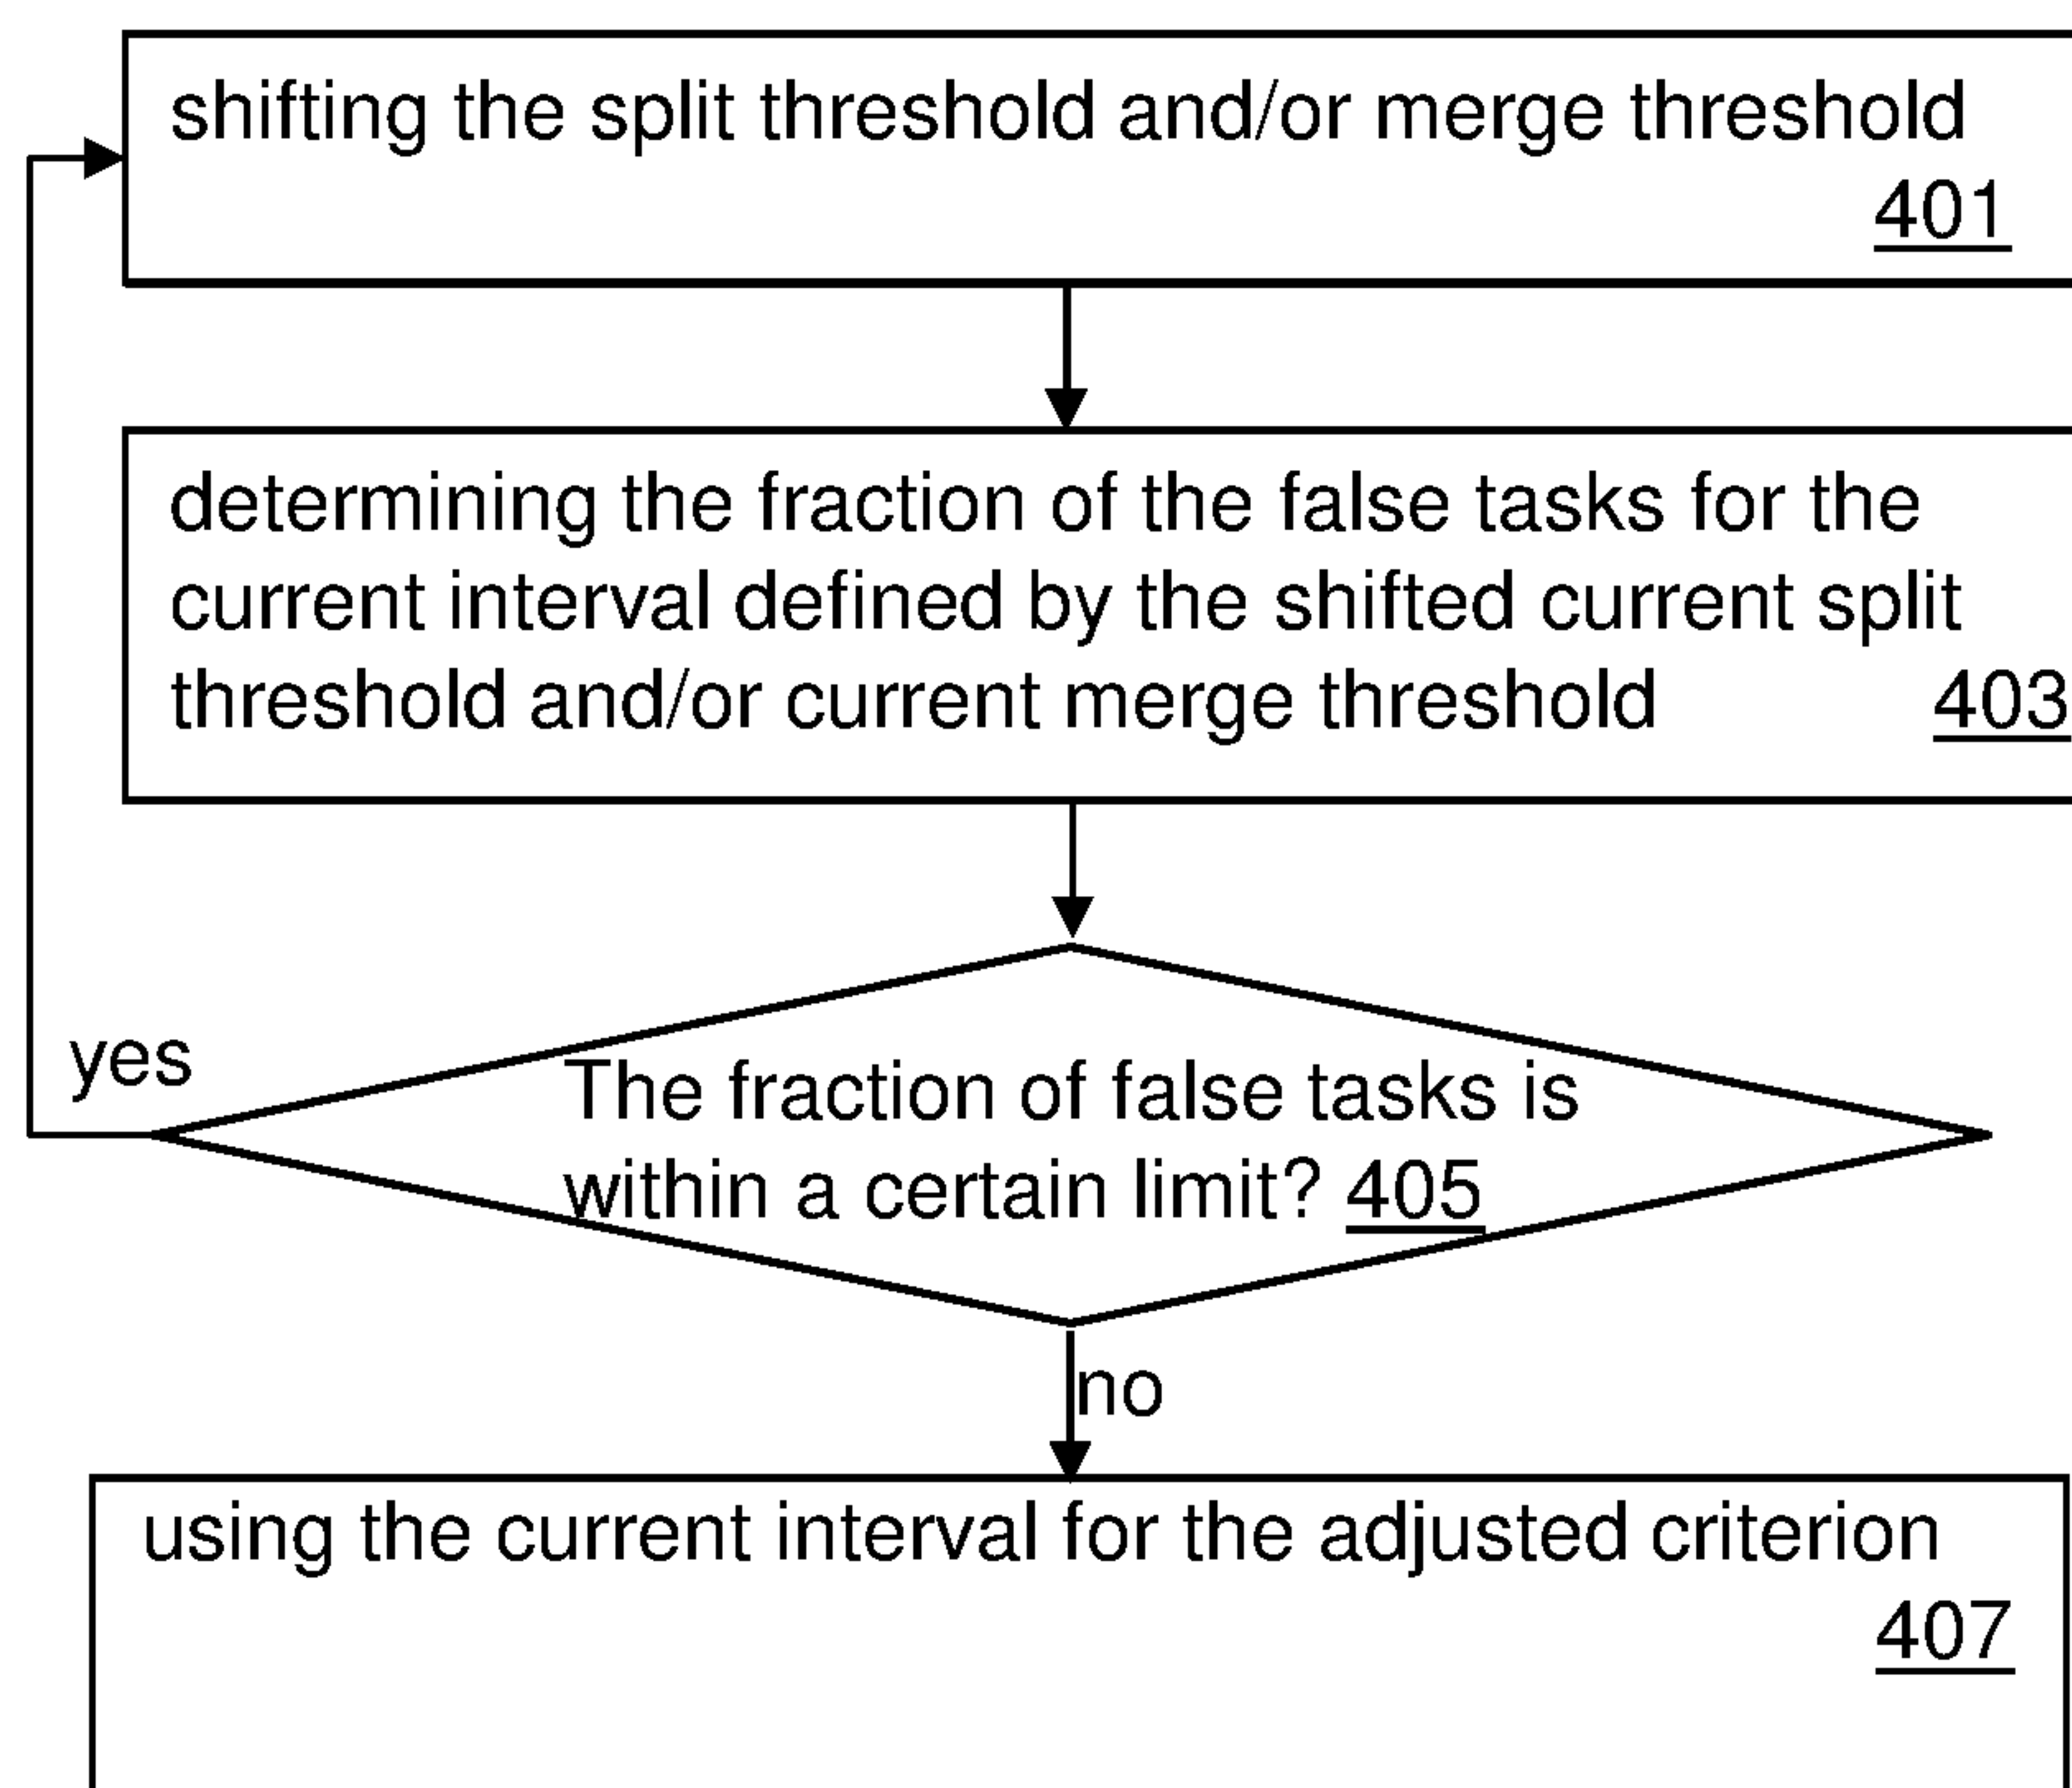 shifting the split threshold and/or merge threshold
401
determining the fraction of the false tasks for the
current interval defined by the shifted current split
threshold and/or current merge threshold 403
yes
The fraction of false tasks is
within a certain limit? 405
no
using the current interval for the adjusted criterion
407